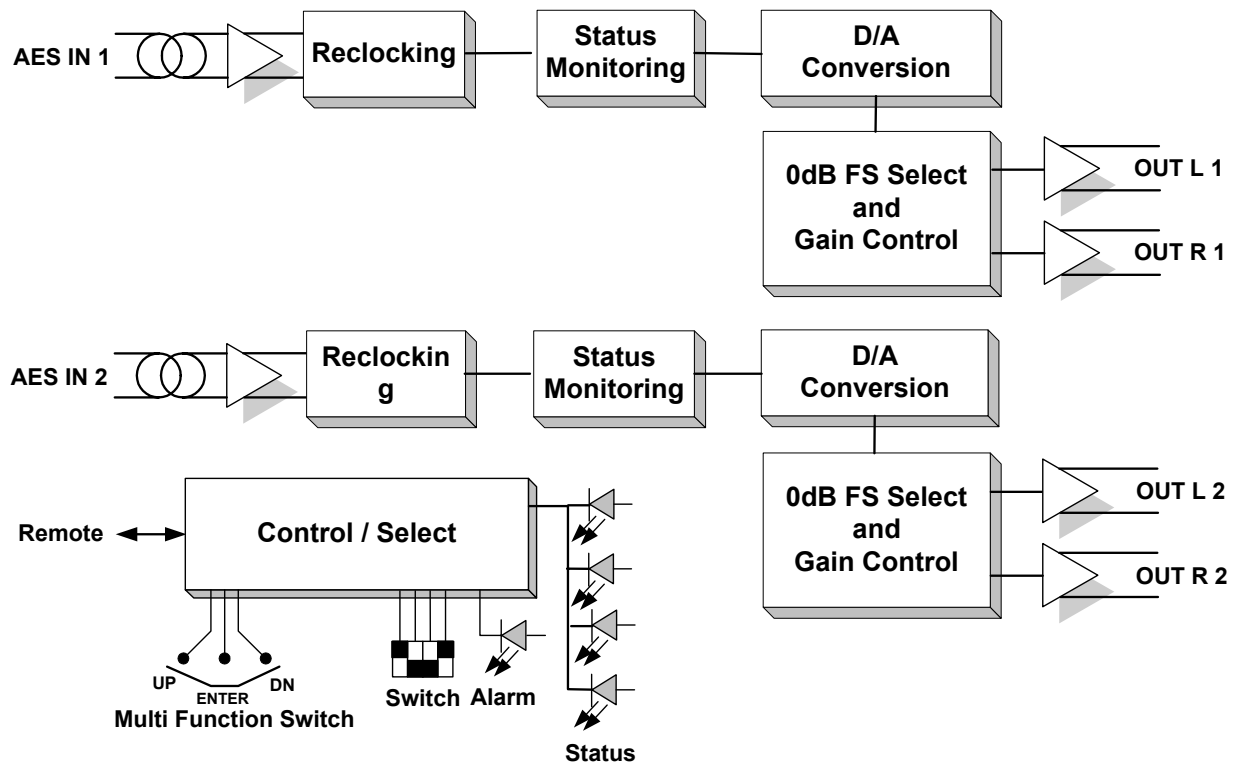 AES IN 1
Reclocking
Status
Monitoring
D/A
Conversion
0dB FS Select
and
Gain Control
OUT L 1
OUT R 1
AES IN 2
Reclockin
g
Status
Monitoring
D/A
Conversion
0dB FS Select
and
Gain Control
OUT L 2
OUT R 2
Remote
Control / Select
UP
ENTER
DN
Multi Function Switch
Switch
Alarm
Status